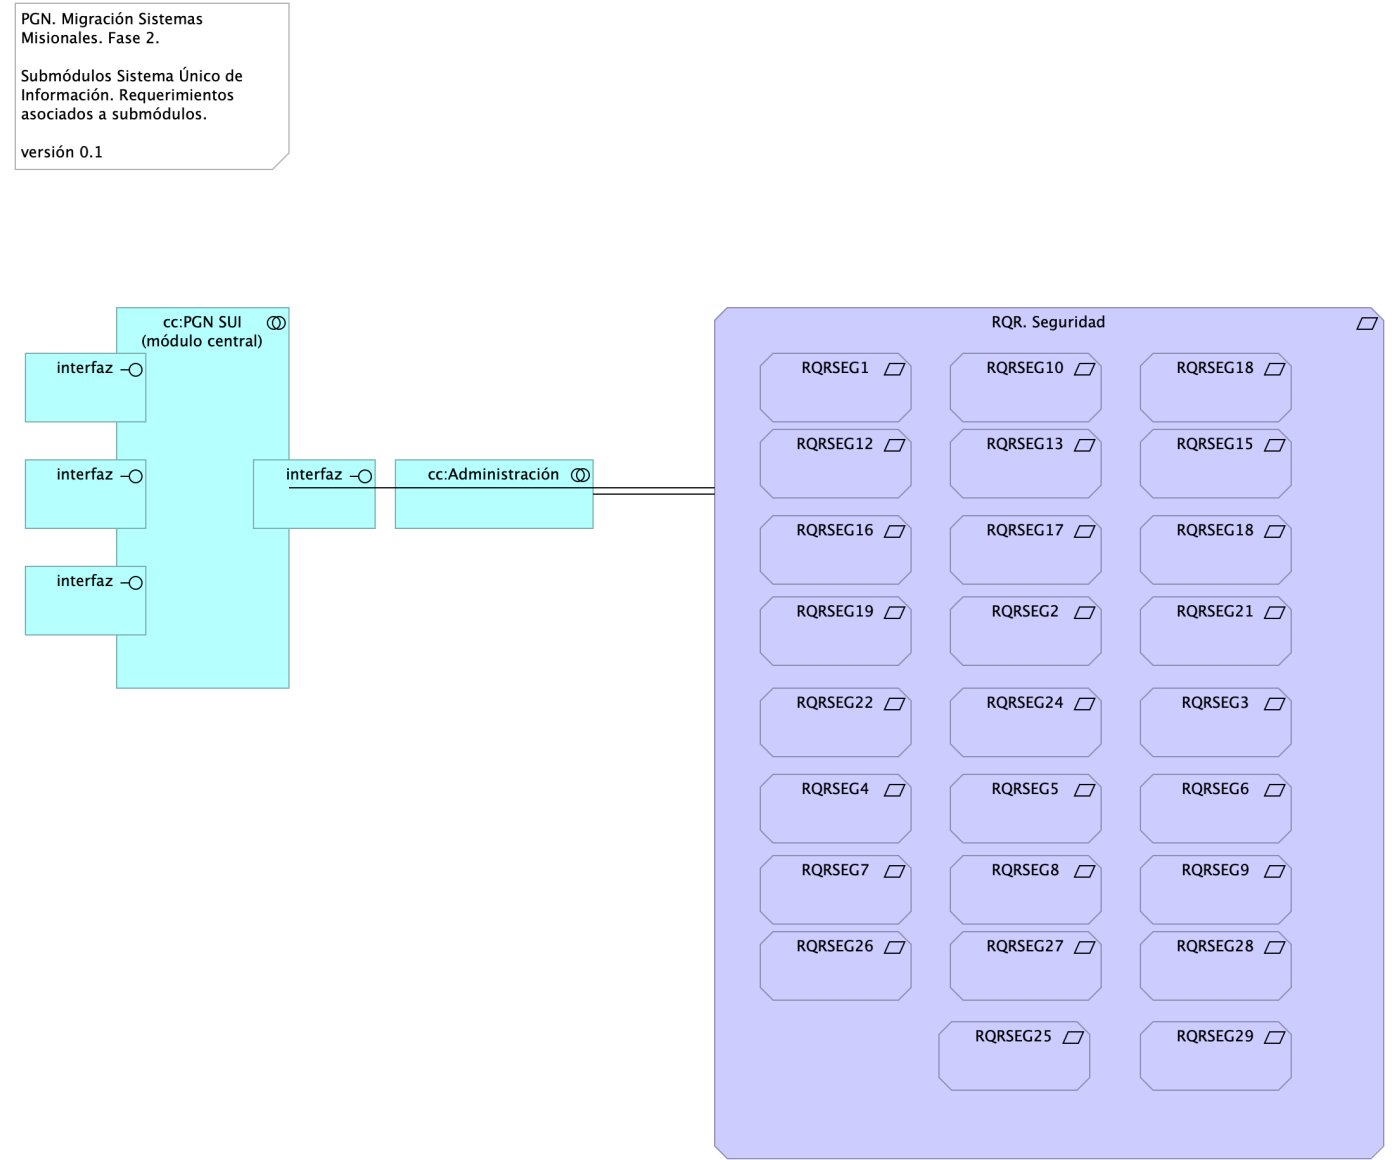 PGN. Migración Sistemas
Misionales. Fase 2.
Submódulos Sistema Único de
Información. Requerimientos
asociados a submódulos.
versión 0.1
cc:PGN SUI
(módulo central)
interfaz
interfaz
interfaz
interfaz
cc:Administración
RQR. Seguridad
RQRSEG1
RQRSEG10
RQRSEG18
RQRSEG12
RQRSEG13
RQRSEG15
RQRSEG16
RQRSEG17
RQRSEG18
RQRSEG19
RQRSEG2
RQRSEG21
RQRSEG22
RQRSEG24
RQRSEG3
RQRSEG4
RQRSEG5
RQRSEG6
RQRSEG7
RQRSEG8
RQRSEG9
RQRSEG26
RQRSEG27
RQRSEG28
RQRSEG25
RQRSEG29